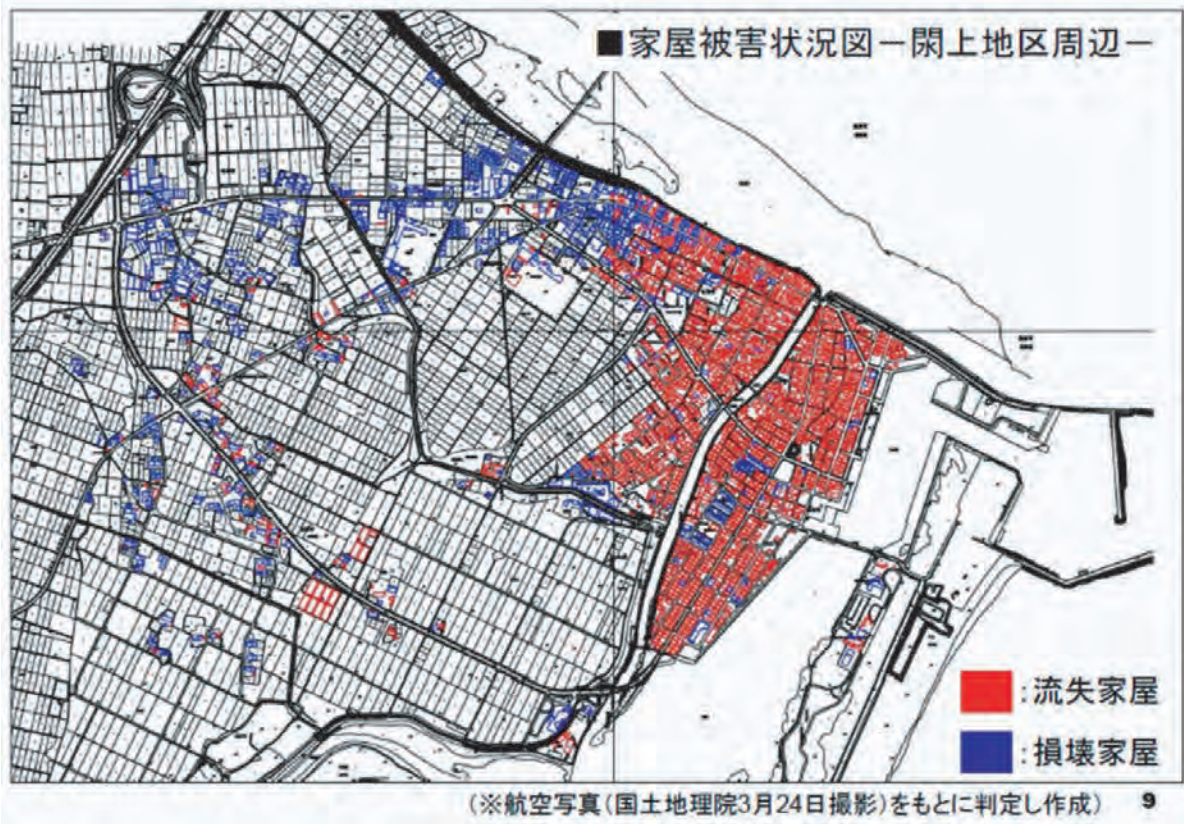 ■家屋被害状況図－閖上地区周辺－
:流失家屋
:損壊家屋
(※航空写真(国土地理院3月24日撮影)をもとに判定し作成) 9